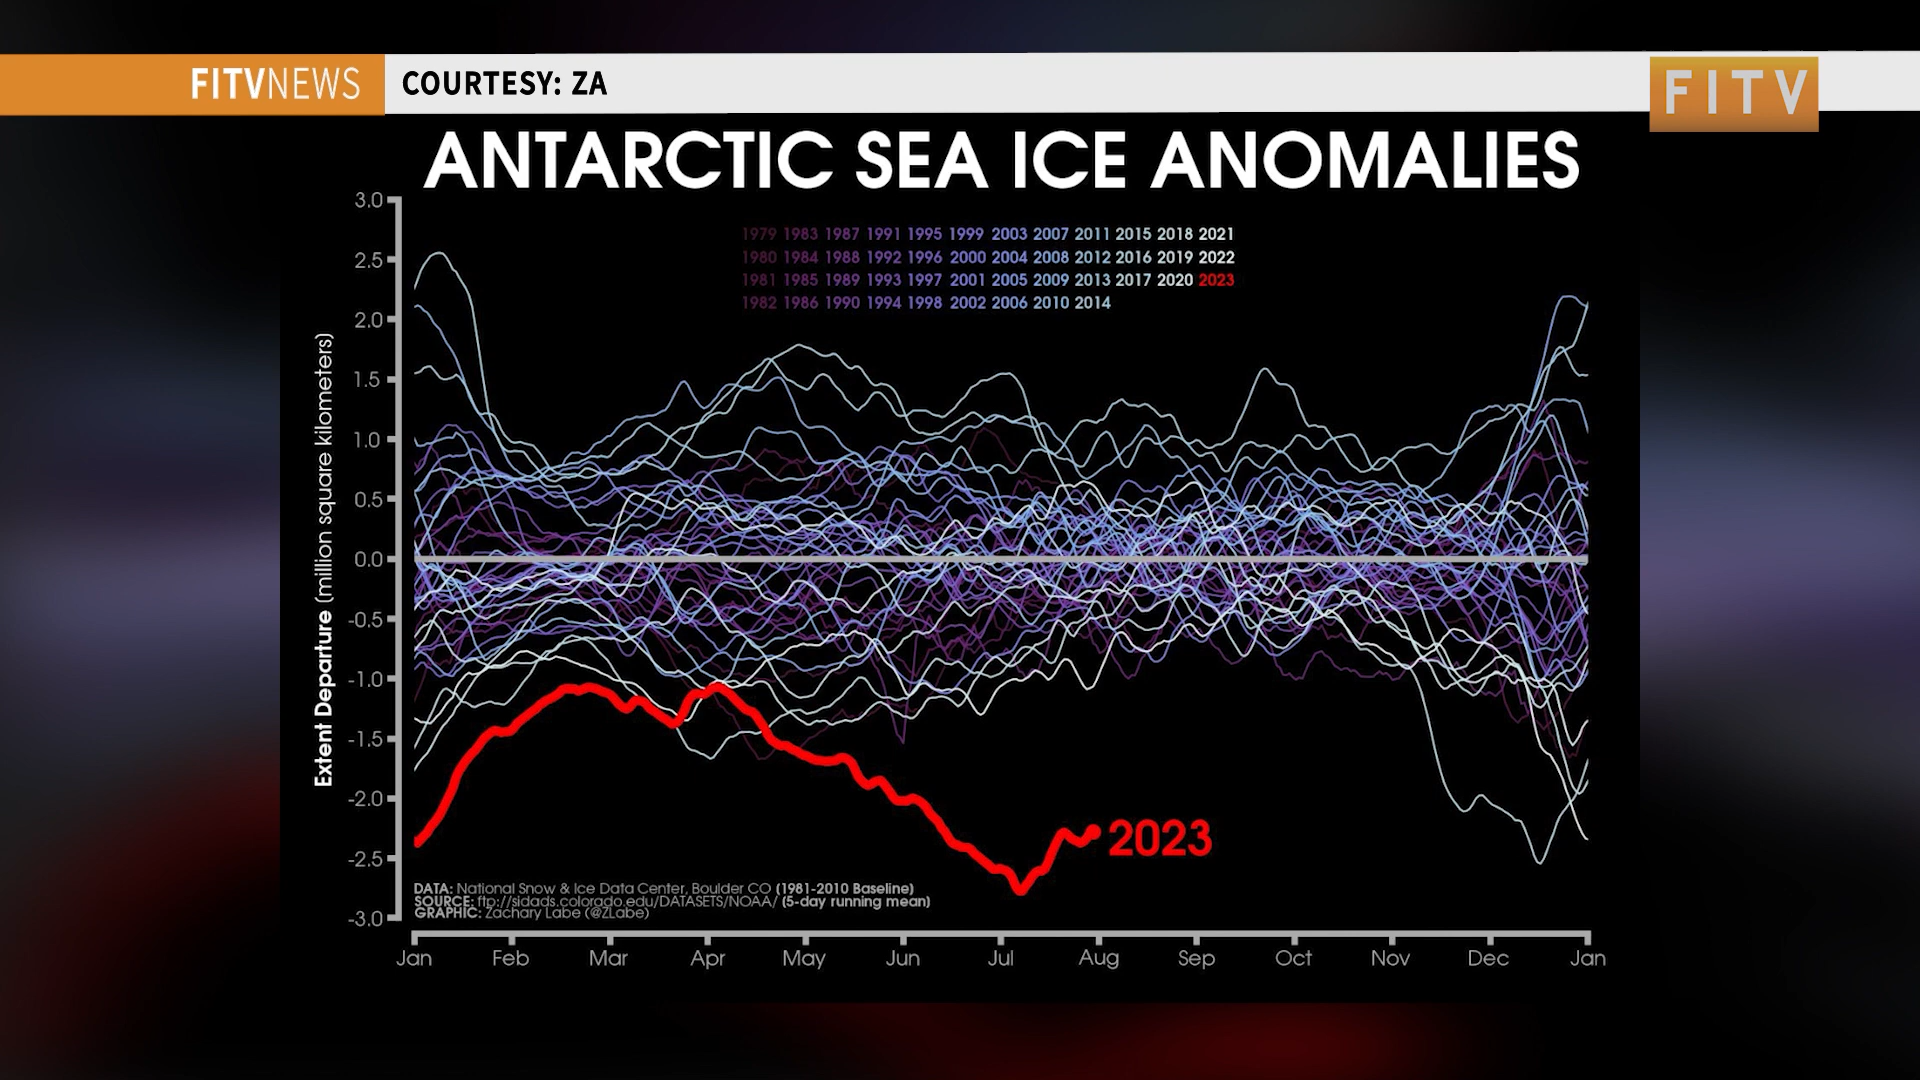 FITVNEWS COURTESY: ZA FITV
ANTARCTIC SEA ICE ANOMALIES
1979 1983 1987 1991 1995 1999 2003 2007 2011 2015 2018 2021
1980 1984 1988 1992 1996 2000 2004 2008 2012 2016 2019 2022
1981 1985 1989 1993 1997 2001 2005 2009 2013 2017 2020 2023
1982 1986 1990 1994 1998 2002 2006 2010 2014
Extent Departure (million square kilometers)
3.0
2.5
2.0
1.5
1.0
0.5
0.0
-0.5
-1.0
-1.5
-2.0
-2.5
-3.0
2023
DATA: National Snow & Ice Data Center, Boulder CO (1981-2010 Baseline)
SOURCE: ftp://sidads.colorado.edu/DATASETS/NOAA/ (5-day running mean)
GRAPHIC: Zachary Labe (@ZLabe)
Jan Feb Mar Apr May Jun Jul Aug Sep Oct Nov Dec Jan